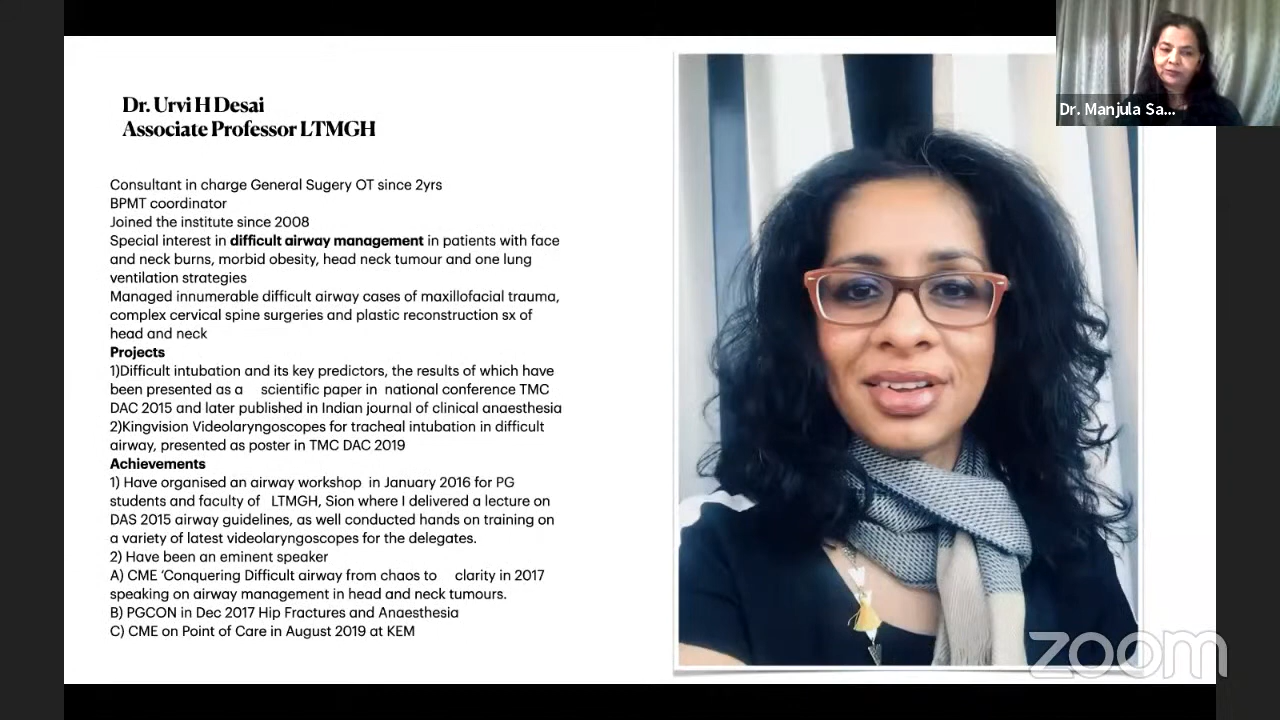 Dr. Urvi H Desai
Associate Professor LTMGH
Consultant in charge General Sugery OT since 2yrs
BPMT coordinator
Joined the institute since 2008
Special interest in difficult airway management in patients with face
and neck burns, morbid obesity, head neck tumour and one lung
ventilation strategies
Managed innumerable difficult airway cases of maxillofacial trauma,
complex cervical spine surgeries and plastic reconstruction sx of
head and neck
Projects
1)Difficult intubation and its key predictors, the results of which have
been presented as a scientific paper in national conference TMC
DAC 2015 and later published in Indian journal of clinical anaesthesia
2)Kingvision Videolaryngoscopes for tracheal intubation in difficult
airway, presented as poster in TMC DAC 2019
Achievements
1) Have organised an airway workshop in January 2016 for PG
students and faculty of LTMGH, Sion where I delivered a lecture on
DAS 2015 airway guidelines, as well conducted hands on training on
a variety of latest videolaryngoscopes for the delegates.
2) Have been an eminent speaker
A) CME ‘Conquering Difficult airway from chaos to clarity in 2017
speaking on airway management in head and neck tumours.
B) PGCON in Dec 2017 Hip Fractures and Anaesthesia
C) CME on Point of Care in August 2019 at KEM
Dr. Manjula Sa...
zoom